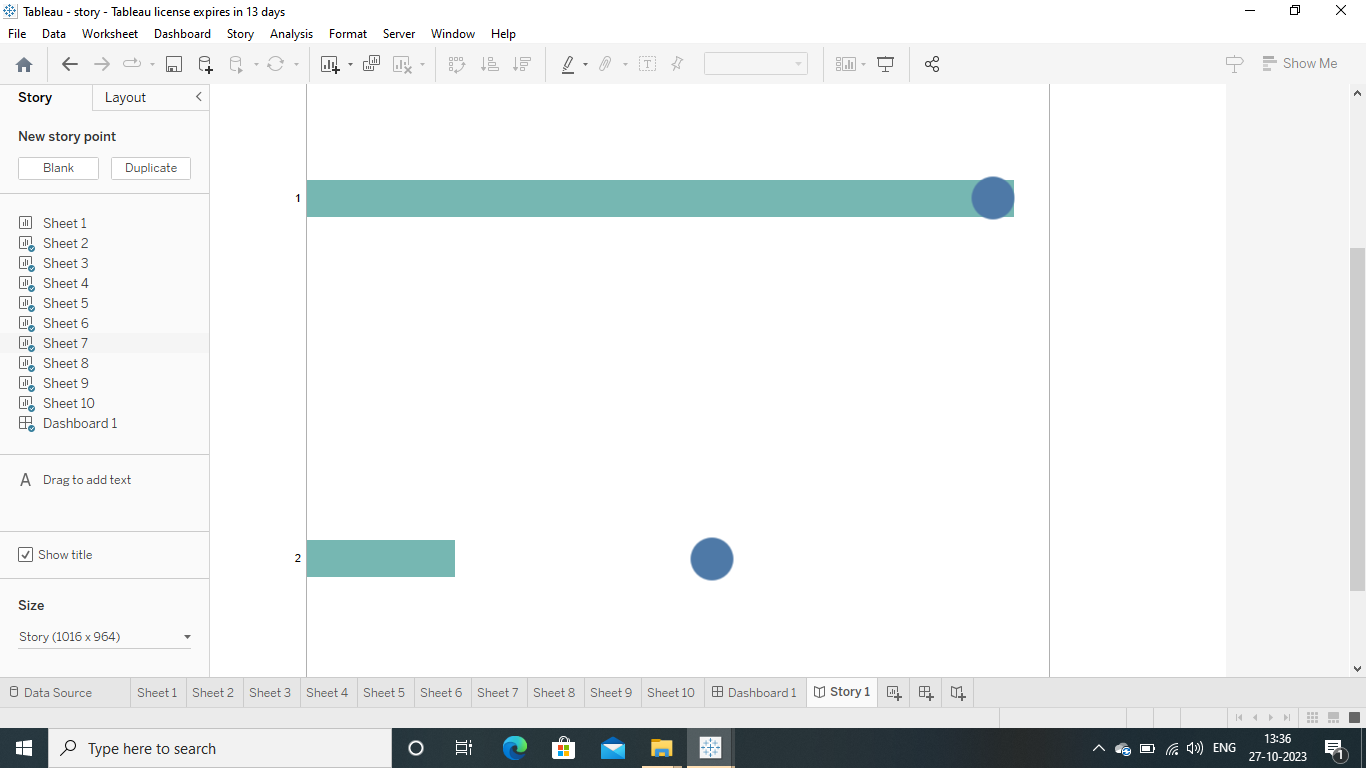 Tableau - story - Tableau license expires in 13 days
File Data Worksheet Dashboard Story Analysis Format Server Window Help
Show Me
Story Layout
New story point
Blank Duplicate
Sheet 1
Sheet 2
Sheet 3
Sheet 4
Sheet 5
Sheet 6
Sheet 7
Sheet 8
Sheet 9
Sheet 10
Dashboard 1
A Drag to add text
Show title
Size
Story (1016 x 964)
1
2
Data Source Sheet 1 Sheet 2 Sheet 3 Sheet 4 Sheet 5 Sheet 6 Sheet 7 Sheet 8 Sheet 9 Sheet 10 Dashboard 1 Story 1
Type here to search
ENG
13:36
27-10-2023
1